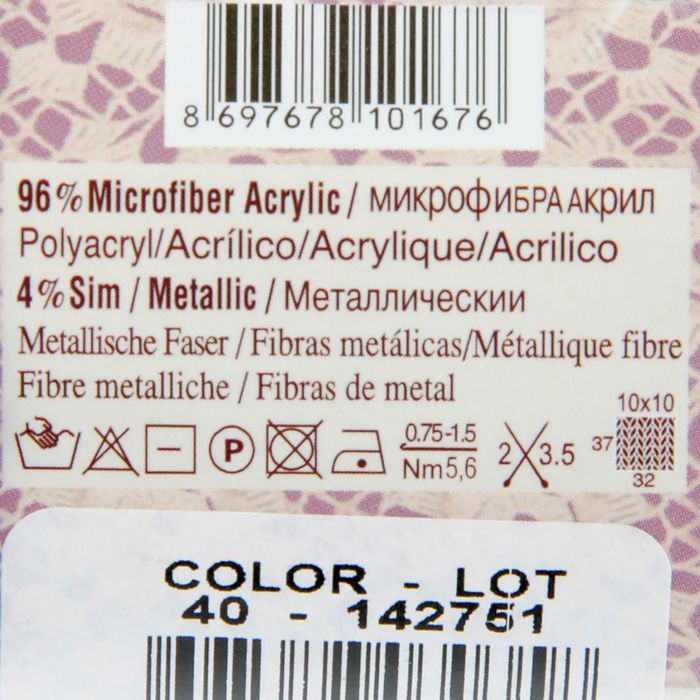 8 697678 101676
96% Microfiber Acrylic / МИКРОФИБРА АКРИЛ
Polyacryl/Acrílico/Acrylique/Acrilico
4% Sim / Metallic / Металлическии
Metallische Faser / Fibras metálicas/Métallique fibre
Fibre metalliche / Fibras de metal
P
0.75-1.5
Nm5,6
2 3.5
10x10
37
32
COLOR - LOT
40 - 142751